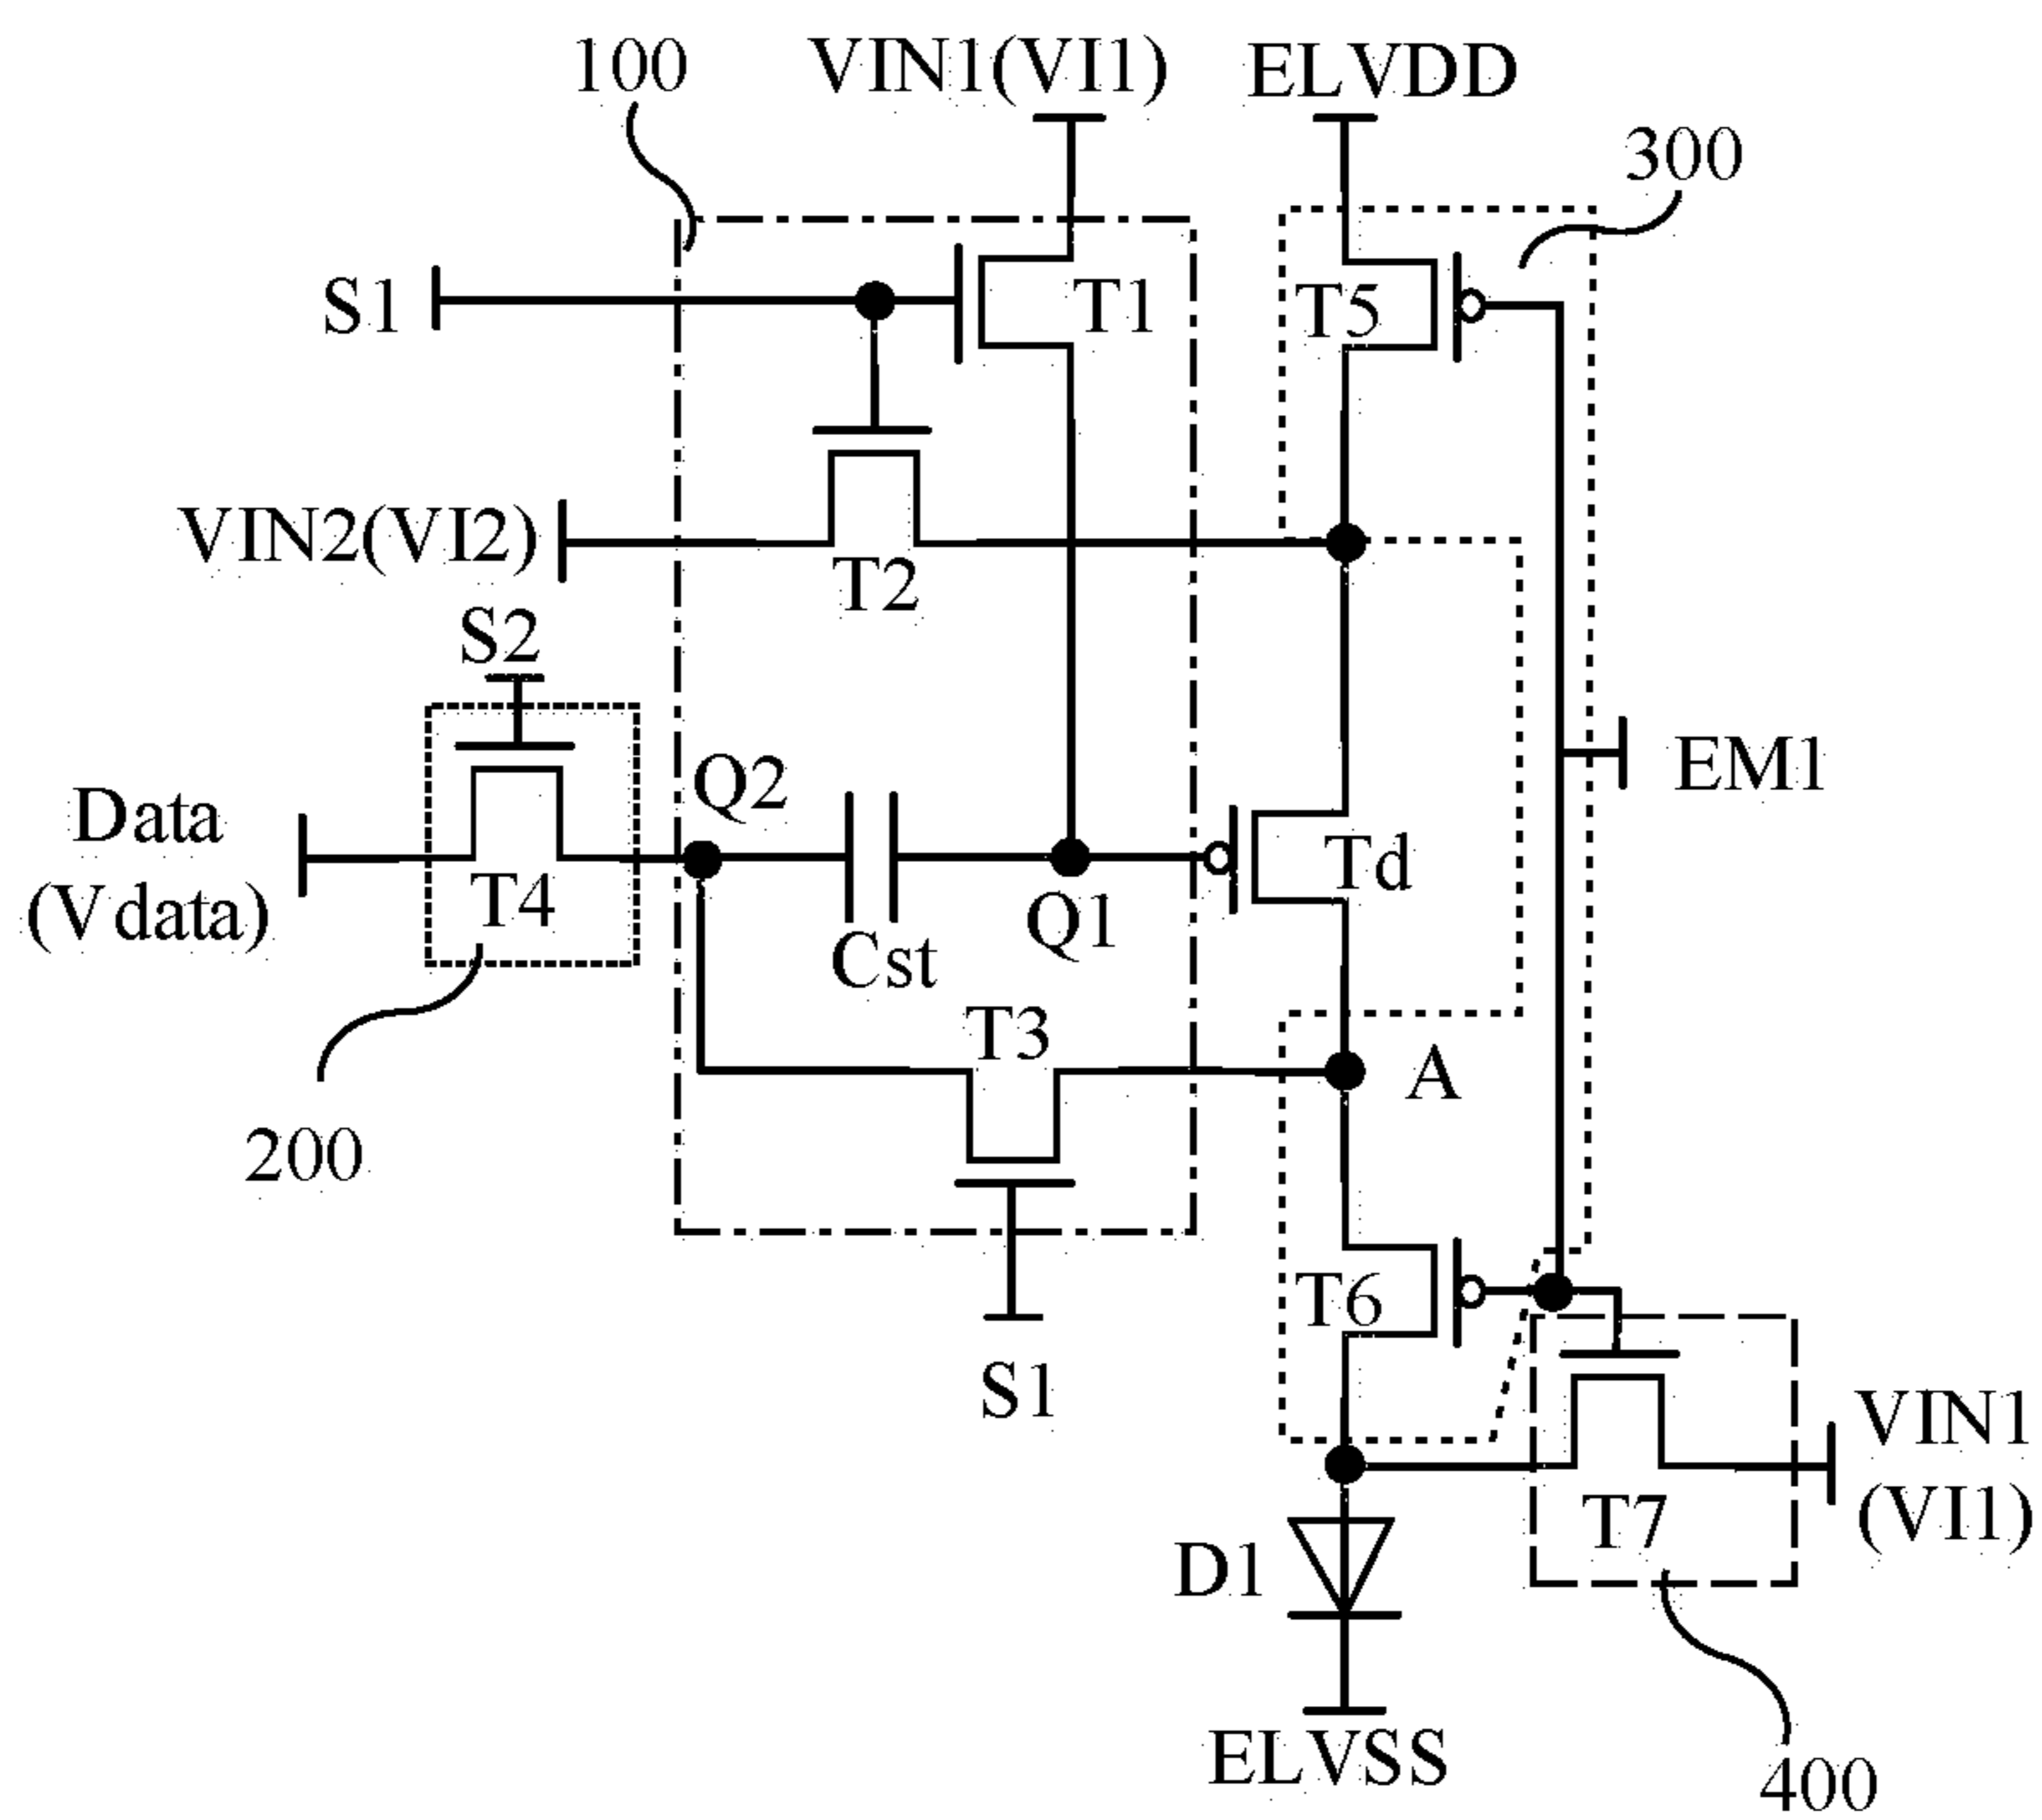 100
VIN1(VI1)
ELVDD
300
S1
T1
T5
VIN2(VI2)
T2
S2
Q2
EM1
Data
(Vdata)
T4
Td
Q1
Cst
T3
A
200
T6
S1
VIN1
(VI1)
T7
D1
ELVSS
400